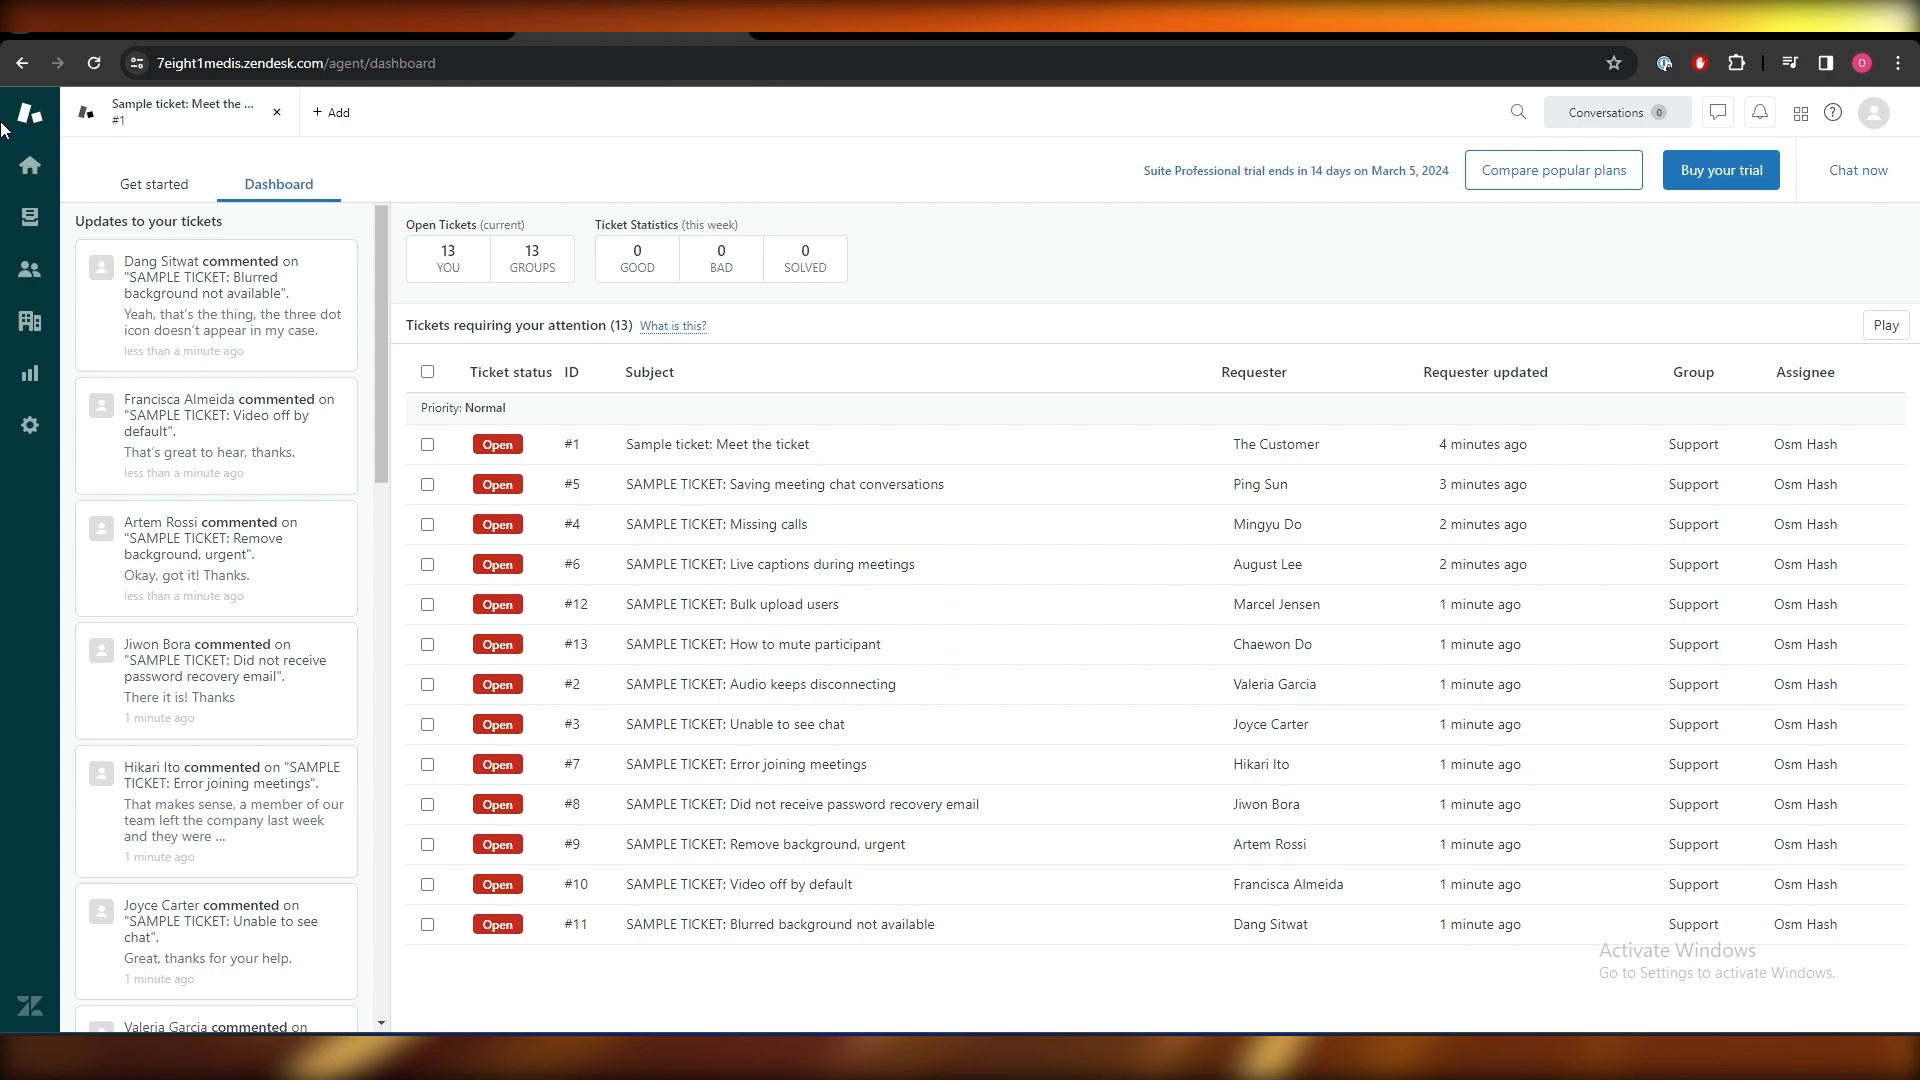 7eight1medis.zendesk.com/agent/dashboard
O
Sample ticket: Meet the ...
#1
+ Add
Conversations 0
Get started
Dashboard
Suite Professional trial ends in 14 days on March 5, 2024
Compare popular plans
Buy your trial
Chat now
Updates to your tickets
Dang Sitwat commented on
"SAMPLE TICKET: Blurred
background not available".
Yeah, that's the thing, the three dot
icon doesn't appear in my case.
less than a minute ago
Francisca Almeida commented on
"SAMPLE TICKET: Video off by
default".
That's great to hear, thanks.
less than a minute ago
Artem Rossi commented on
"SAMPLE TICKET: Remove
background, urgent".
Okay, got it! Thanks.
less than a minute ago
Jiwon Bora commented on
"SAMPLE TICKET: Did not receive
password recovery email".
There it is! Thanks
1 minute ago
Hikari Ito commented on "SAMPLE
TICKET: Error joining meetings".
That makes sense, a member of our
team left the company last week
and they were ...
1 minute ago
Joyce Carter commented on
"SAMPLE TICKET: Unable to see
chat".
Great, thanks for your help.
1 minute ago
Valeria Garcia commented on
Open Tickets (current)
13 13
YOU GROUPS
Ticket Statistics (this week)
0 0 0
GOOD BAD SOLVED
Tickets requiring your attention (13) What is this?
Play
Ticket status ID Subject Requester Requester updated Group Assignee
Priority: Normal
Open #1 Sample ticket: Meet the ticket The Customer 4 minutes ago Support Osm Hash
Open #5 SAMPLE TICKET: Saving meeting chat conversations Ping Sun 3 minutes ago Support Osm Hash
Open #4 SAMPLE TICKET: Missing calls Mingyu Do 2 minutes ago Support Osm Hash
Open #6 SAMPLE TICKET: Live captions during meetings August Lee 2 minutes ago Support Osm Hash
Open #12 SAMPLE TICKET: Bulk upload users Marcel Jensen 1 minute ago Support Osm Hash
Open #13 SAMPLE TICKET: How to mute participant Chaewon Do 1 minute ago Support Osm Hash
Open #2 SAMPLE TICKET: Audio keeps disconnecting Valeria Garcia 1 minute ago Support Osm Hash
Open #3 SAMPLE TICKET: Unable to see chat Joyce Carter 1 minute ago Support Osm Hash
Open #7 SAMPLE TICKET: Error joining meetings Hikari Ito 1 minute ago Support Osm Hash
Open #8 SAMPLE TICKET: Did not receive password recovery email Jiwon Bora 1 minute ago Support Osm Hash
Open #9 SAMPLE TICKET: Remove background, urgent Artem Rossi 1 minute ago Support Osm Hash
Open #10 SAMPLE TICKET: Video off by default Francisca Almeida 1 minute ago Support Osm Hash
Open #11 SAMPLE TICKET: Blurred background not available Dang Sitwat 1 minute ago Support Osm Hash
Activate Windows
Go to Settings to activate Windows.